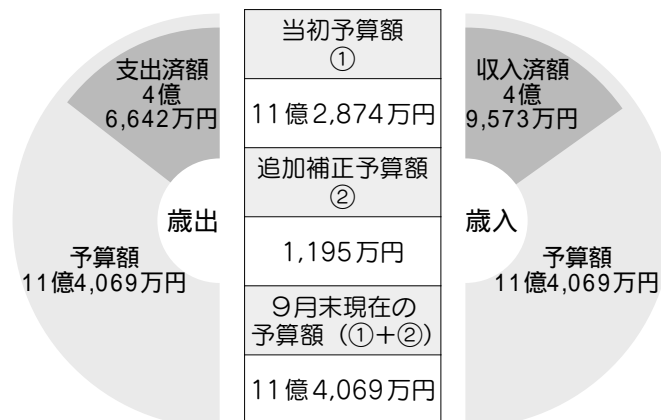 支出済額
4億
6,642万円
歳出
予算額
11億4,069万円
当初予算額
①
11億2,874万円
追加補正予算額
②
1,195万円
9月末現在の
予算額（①＋②）
11億4,069万円
収入済額
4億
9,573万円
歳入
予算額
11億4,069万円